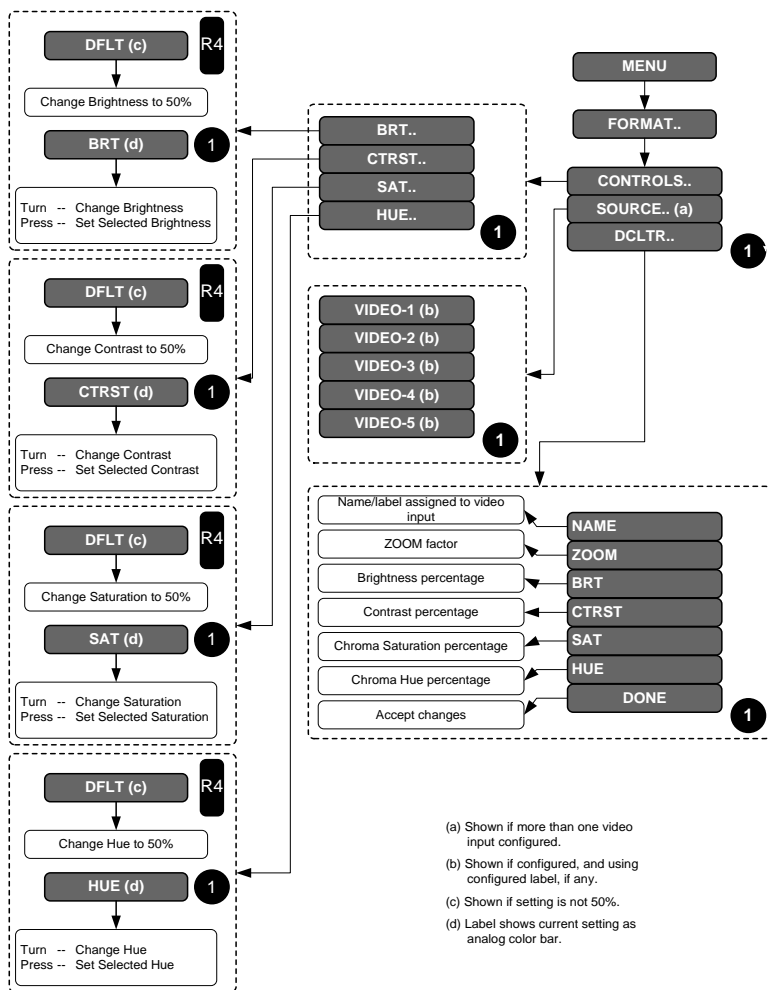 DFLT (c)
R4
Change Brightness to 50%
BRT (d)
1
Turn -- Change Brightness
Press -- Set Selected Brightness
DFLT (c)
R4
Change Contrast to 50%
CTRST (d)
1
Turn -- Change Contrast
Press -- Set Selected Contrast
DFLT (c)
R4
Change Saturation to 50%
SAT (d)
1
Turn -- Change Saturation
Press -- Set Selected Saturation
DFLT (c)
R4
Change Hue to 50%
HUE (d)
1
Turn -- Change Hue
Press -- Set Selected Hue
BRT..
CTRST..
SAT..
HUE..
1
MENU
FORMAT..
CONTROLS..
SOURCE.. (a)
DCLTR..
1
VIDEO-1 (b)
VIDEO-2 (b)
VIDEO-3 (b)
VIDEO-4 (b)
VIDEO-5 (b)
1
Name/label assigned to video
input
NAME
ZOOM factor
ZOOM
Brightness percentage
BRT
Contrast percentage
CTRST
Chroma Saturation percentage
SAT
Chroma Hue percentage
HUE
Accept changes
DONE
1
(a) Shown if more than one video
input configured.
(b) Shown if configured, and using
configured label, if any.
(c) Shown if setting is not 50%.
(d) Label shows current setting as
analog color bar.